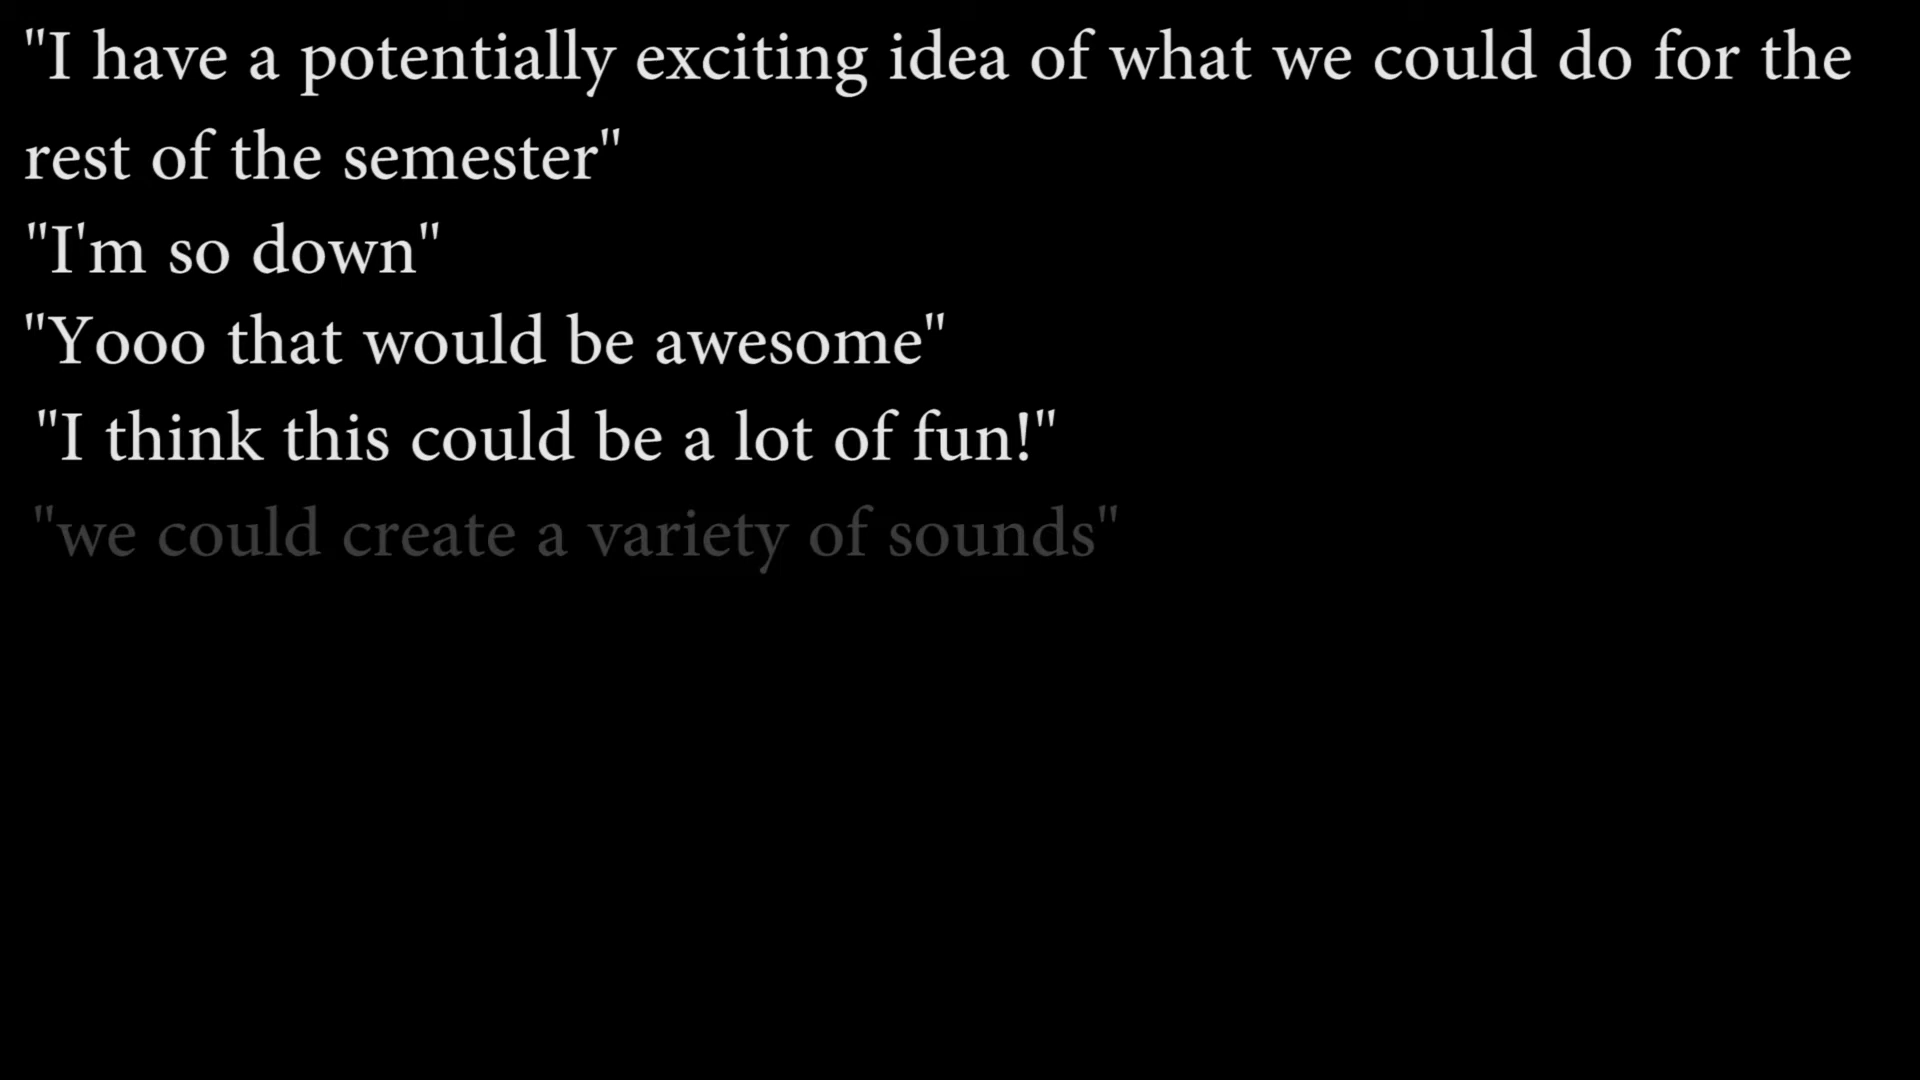 "I have a potentially exciting idea of what we could do for the
rest of the semester"
"I'm so down"
"Yooo that would be awesome"
"I think this could be a lot of fun!"
"we could create a variety of sounds"